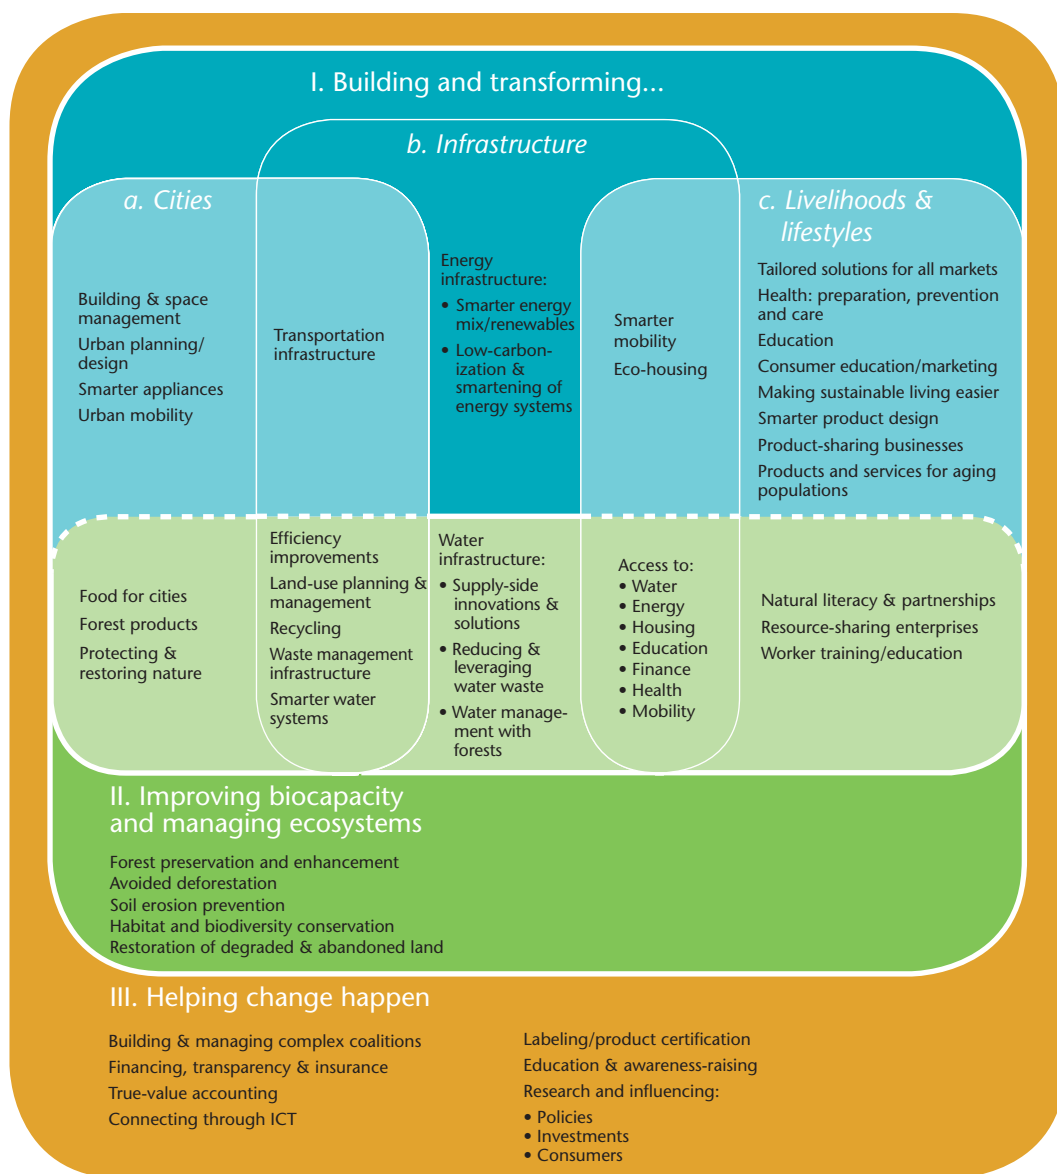 I. Building and transforming...
b. Infrastructure
a. Cities
Building & space
management
Urban planning/
design
Smarter appliances
Urban mobility
Transportation
infrastructure
Energy
infrastructure:
• Smarter energy
mix/renewables
• Low-carbon-
ization &
smartening of
energy systems
Smarter
mobility
Eco-housing
c. Livelihoods &
lifestyles
Tailored solutions for all markets
Health: preparation, prevention
and care
Education
Consumer education/marketing
Making sustainable living easier
Smarter product design
Product-sharing businesses
Products and services for aging
populations
Food for cities
Forest products
Protecting &
restoring nature
Efficiency
improvements
Land-use planning &
management
Recycling
Waste management
infrastructure
Smarter water
systems
Water
infrastructure:
• Supply-side
innovations &
solutions
• Reducing &
leveraging
water waste
• Water manage-
ment with
forests
Access to:
• Water
• Energy
• Housing
• Education
• Finance
• Health
• Mobility
Natural literacy & partnerships
Resource-sharing enterprises
Worker training/education
II. Improving biocapacity
and managing ecosystems
Forest preservation and enhancement
Avoided deforestation
Soil erosion prevention
Habitat and biodiversity conservation
Restoration of degraded & abandoned land
III. Helping change happen
Building & managing complex coalitions
Financing, transparency & insurance
True-value accounting
Connecting through ICT
Labeling/product certification
Education & awareness-raising
Research and influencing:
• Policies
• Investments
• Consumers